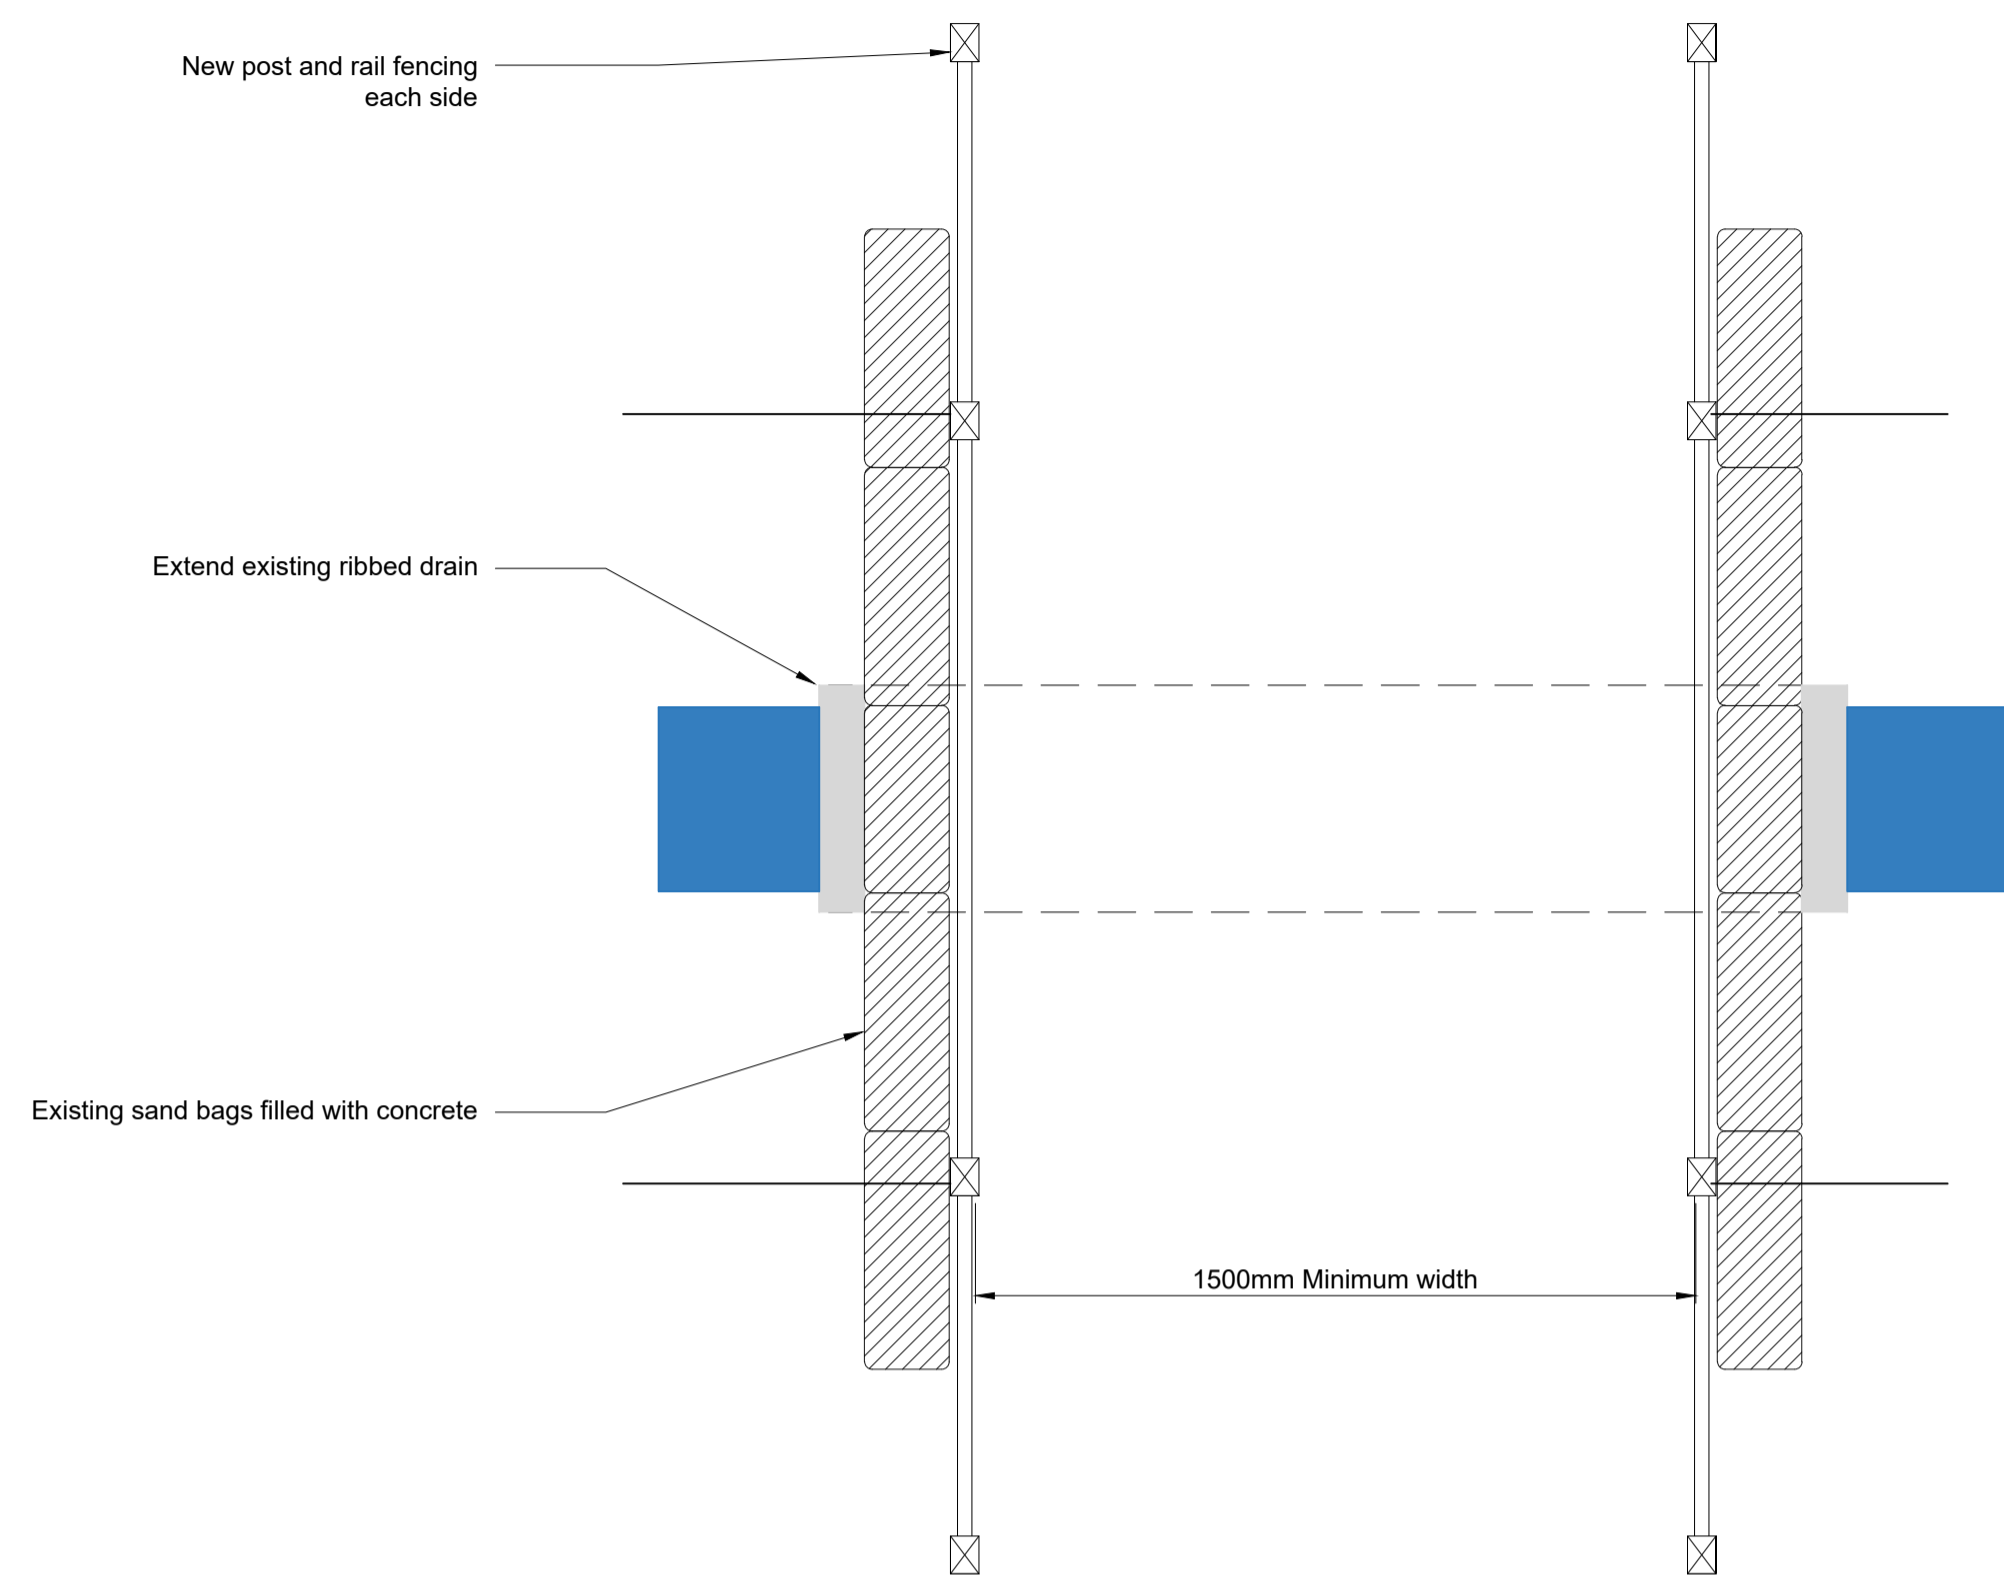 New post and rail fencing
each side
Extend existing ribbed drain
Existing sand bags filled with concrete
1500mm Minimum width